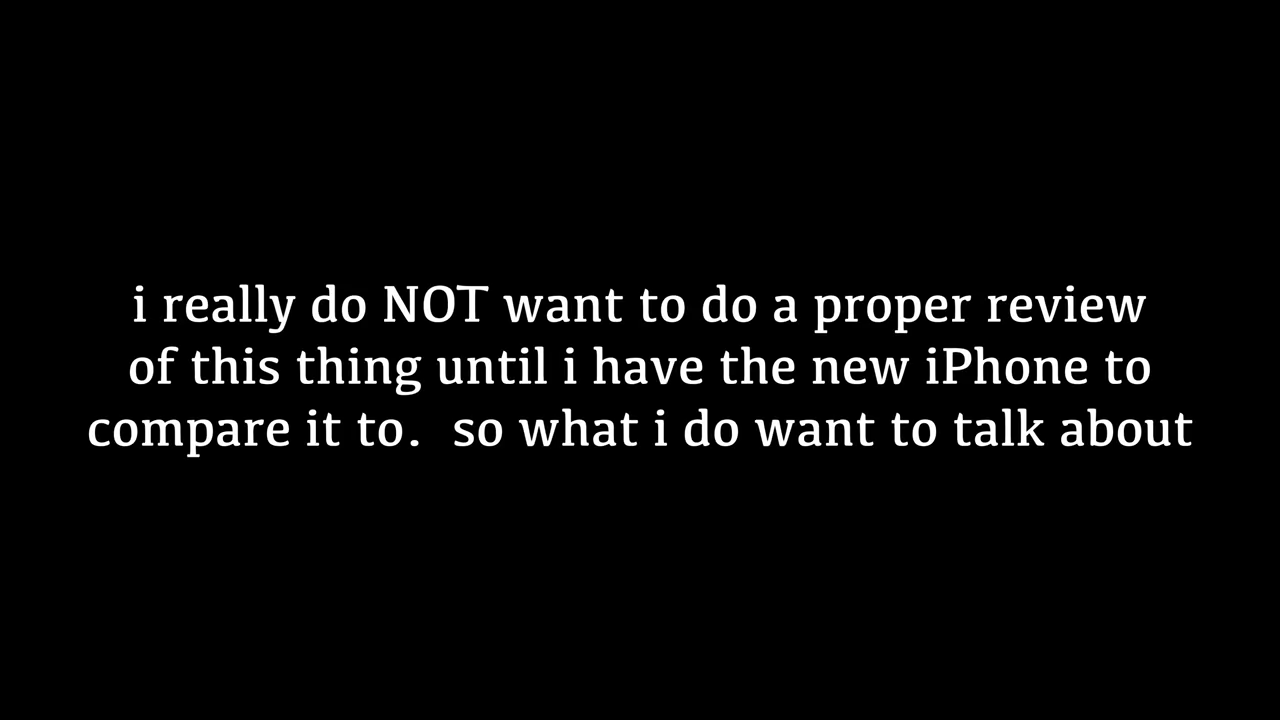 i really do NOT want to do a proper review
of this thing until i have the new iPhone to
compare it to.  so what i do want to talk about